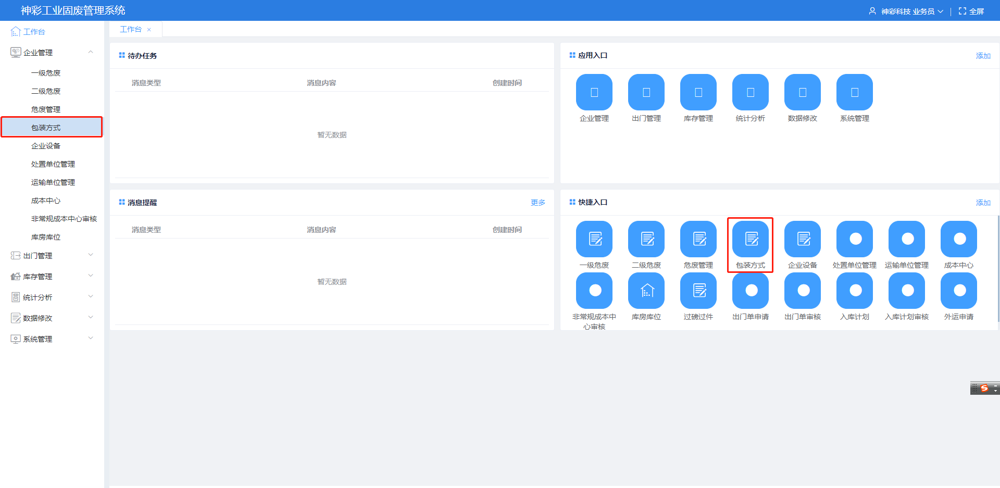 神彩工业固废管理系统
神彩科技 业务员
全屏
工作台
企业管理
一级危废
二级危废
危废管理
包装方式
企业设备
处置单位管理
运输单位管理
成本中心
非常规成本中心审核
库房库位
出门管理
库存管理
统计分析
数据修改
系统管理
工作台 ×
待办任务
消息类型 消息内容 创建时间
暂无数据
应用入口 添加
企业管理 出门管理 库存管理 统计分析 数据修改 系统管理
消息提醒 更多
消息类型 消息内容 创建时间
暂无数据
快捷入口 添加
一级危废 二级危废 危废管理 包装方式 企业设备 处置单位管理 运输单位管理 成本中心
非常规成本中
心审核
库房库位 过磅过件 出门单申请 出门单审核 入库计划 入库计划审核 外运申请
S